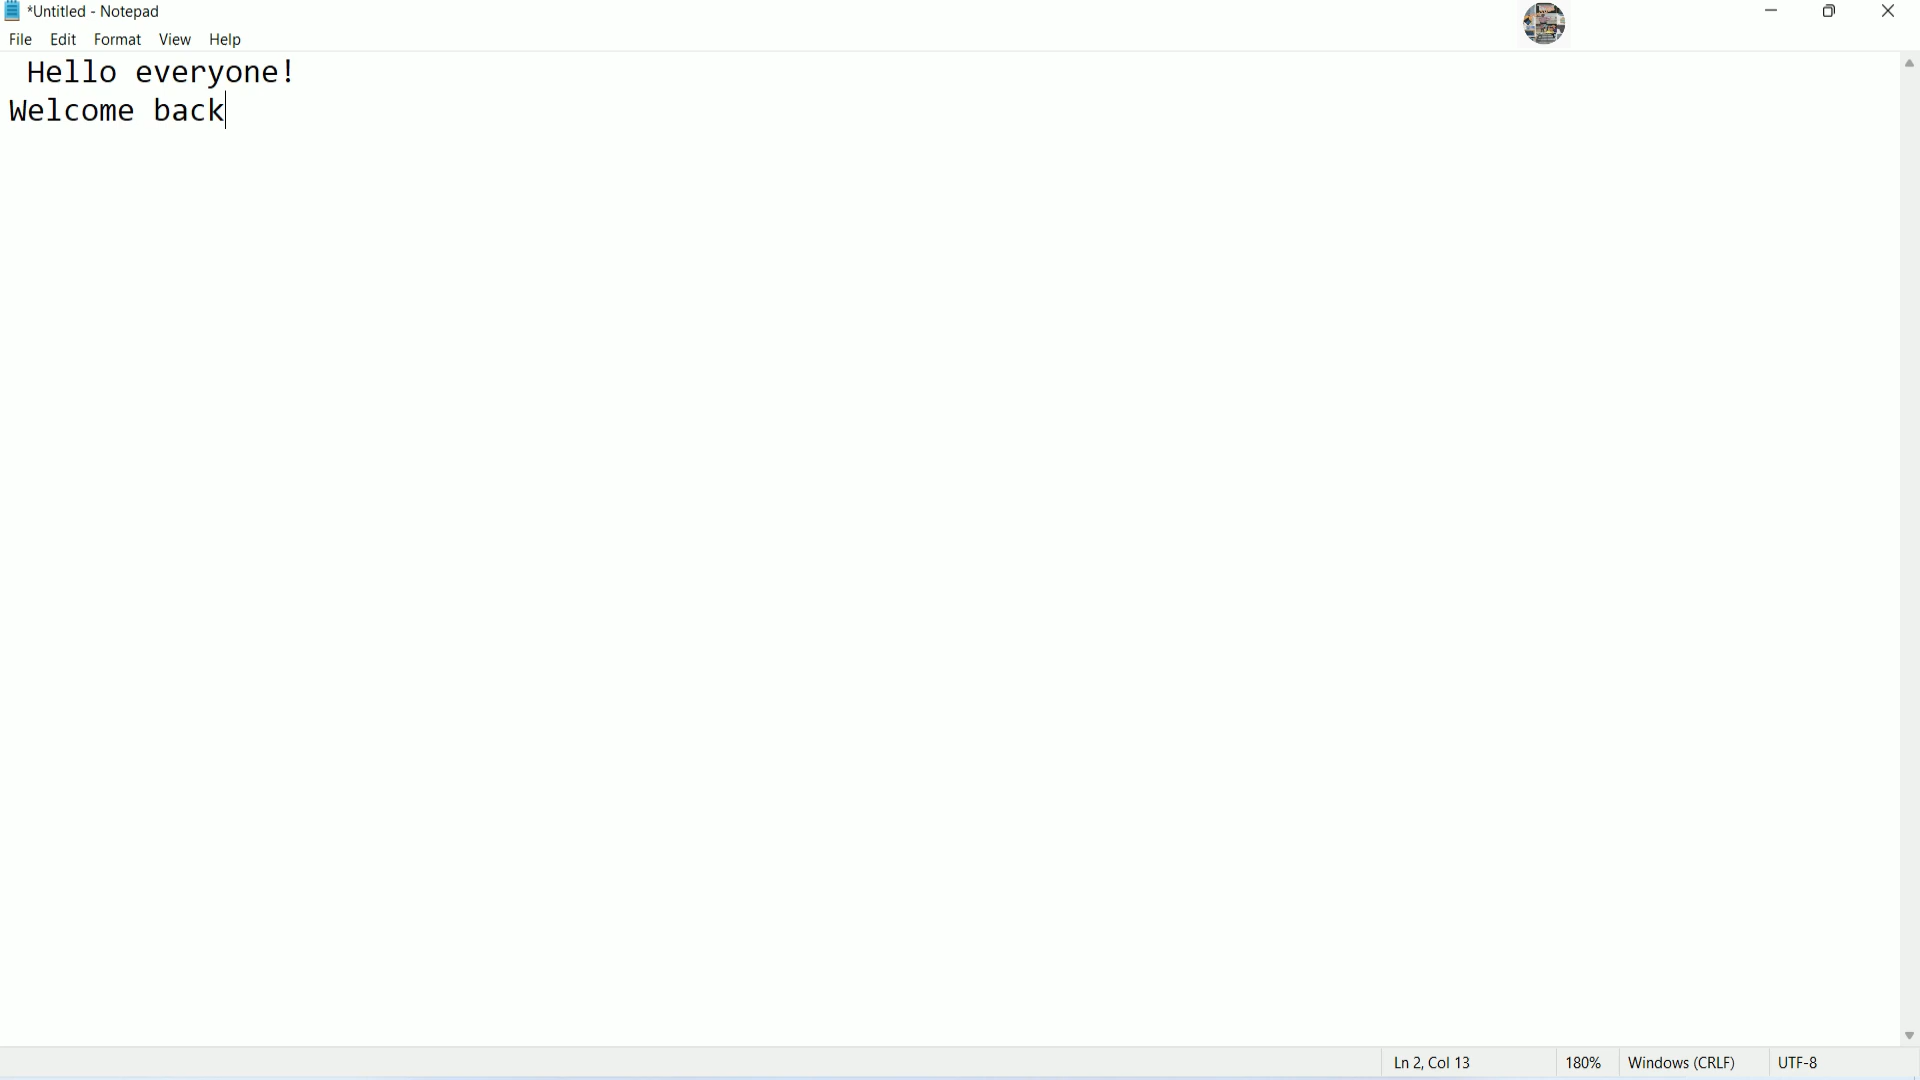 *Untitled - Notepad
File Edit Format View Help
Hello everyone!
Welcome back
Ln 2, Col 13 180% Windows (CRLF) UTF-8